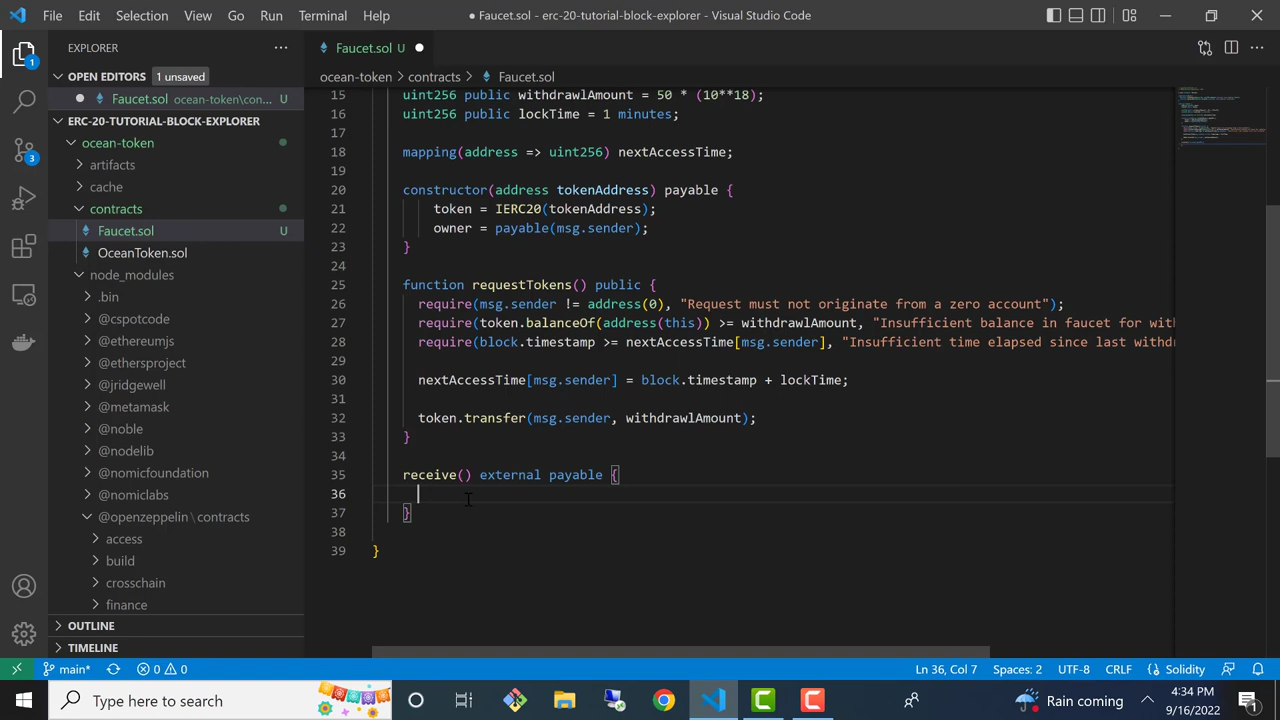 File Edit Selection View Go Run Terminal Help
● Faucet.sol - erc-20-tutorial-block-explorer - Visual Studio Code
EXPLORER
Faucet.sol U
OPEN EDITORS 1 unsaved
Faucet.sol ocean-token\con... U
ERC-20-TUTORIAL-BLOCK-EXPLORER
ocean-token
artifacts
cache
contracts
Faucet.sol U
OceanToken.sol
node_modules
.bin
@cspotcode
@ethereumjs
@ethersproject
@jridgewell
@metamask
@noble
@nodelib
@nomicfoundation
@nomiclabs
@openzeppelin \ contracts
access
build
crosschain
finance
OUTLINE
TIMELINE
1
3
ocean-token > contracts > Faucet.sol
15 uint256 public withdrawlAmount = 50 * (10**18);
16 uint256 public lockTime = 1 minutes;
17
18 mapping(address => uint256) nextAccessTime;
19
20 constructor(address tokenAddress) payable {
21 token = IERC20(tokenAddress);
22 owner = payable(msg.sender);
23 }
24
25 function requestTokens() public {
26 require(msg.sender != address(0), "Request must not originate from a zero account");
27 require(token.balanceOf(address(this)) >= withdrawlAmount, "Insufficient balance in faucet for with
28 require(block.timestamp >= nextAccessTime[msg.sender], "Insufficient time elapsed since last withdr
29
30 nextAccessTime[msg.sender] = block.timestamp + lockTime;
31
32 token.transfer(msg.sender, withdrawlAmount);
33 }
34
35 receive() external payable {
36
37 }
38
39 }
main* 0 0 Ln 36, Col 7 Spaces: 2 UTF-8 CRLF Solidity
Type here to search
Rain coming
4:34 PM
9/16/2022
1